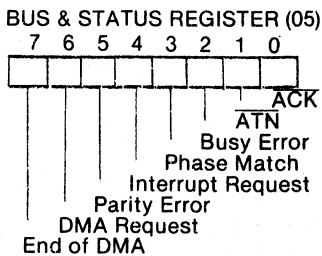 BUS & STATUS REGISTER (05)
7 6 5 4 3 2 1 0
ACK
ATN
Busy Error
Phase Match
Interrupt Request
Parity Error
DMA Request
End of DMA